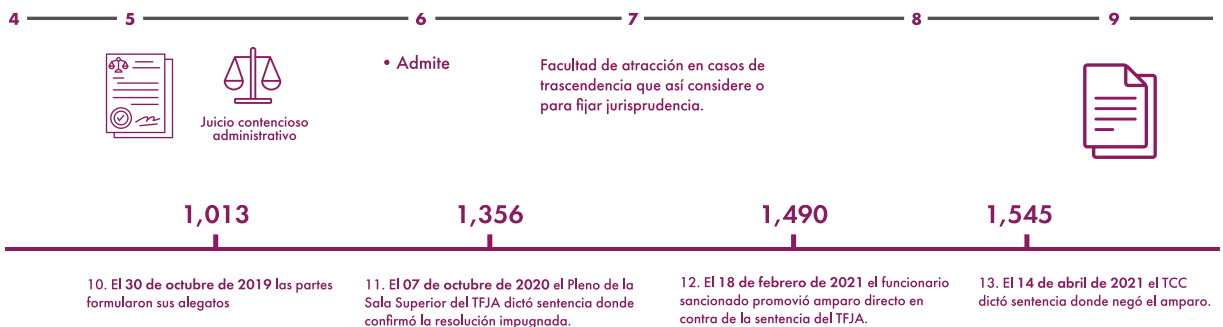 4
5
6
7
8
9
Juicio contencioso
administrativo
• Admite
Facultad de atracción en casos de
trascendencia que así considere o
para fijar jurisprudencia.
1,013
1,356
1,490
1,545
10. El 30 de octubre de 2019 las partes
formularon sus alegatos
11. El 07 de octubre de 2020 el Pleno de la
Sala Superior del TFJA dictó sentencia donde
confirmó la resolución impugnada.
12. El 18 de febrero de 2021 el funcionario
sancionado promovió amparo directo en
contra de la sentencia del TFJA.
13. El 14 de abril de 2021 el TCC
dictó sentencia donde negó el amparo.